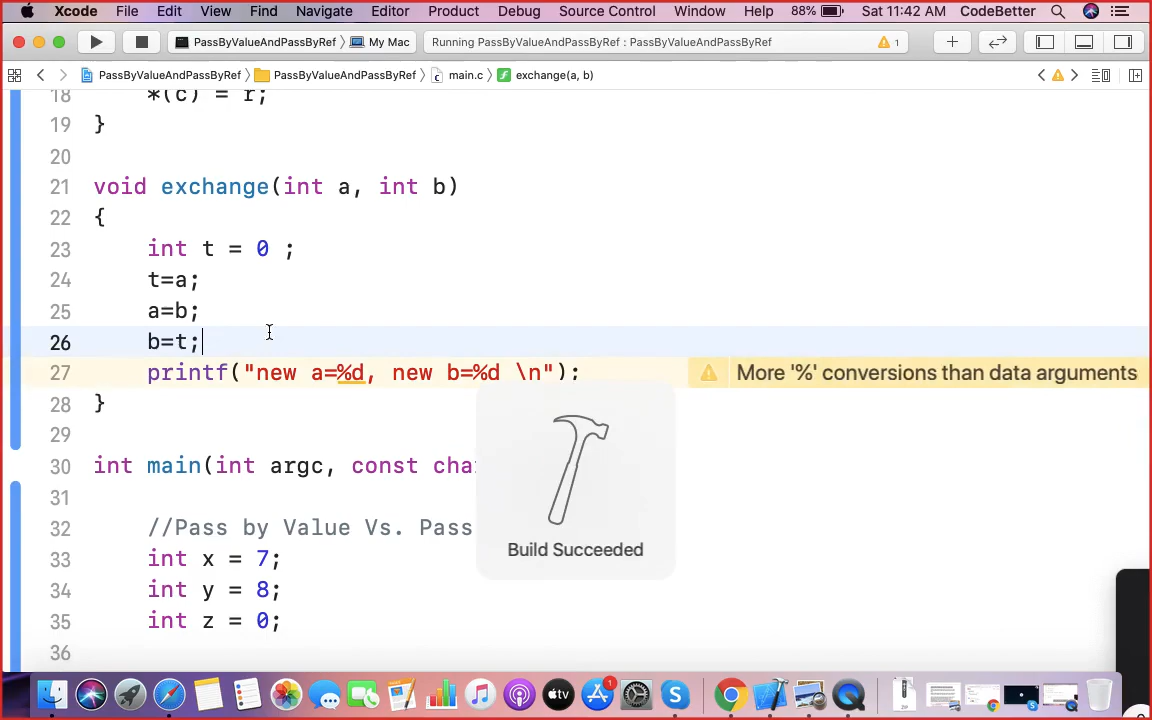 Xcode File Edit View Find Navigate Editor Product Debug Source Control Window Help 88% Sat 11:42 AM CodeBetter
PassByValueAndPassByRef My Mac Running PassByValueAndPassByRef : PassByValueAndPassByRef 1
PassByValueAndPassByRef PassByValueAndPassByRef main.c exchange(a, b)
18 *(c) = r;
19 }
20
21 void exchange(int a, int b)
22 {
23 int t = 0 ;
24 t=a;
25 a=b;
26 b=t;
27 printf("new a=%d, new b=%d \n"); More '%' conversions than data arguments
28 }
29
30 int main(int argc, const cha
31
32 //Pass by Value Vs. Pass
33 int x = 7;
34 int y = 8;
35 int z = 0;
36
Build Succeeded
1
tv